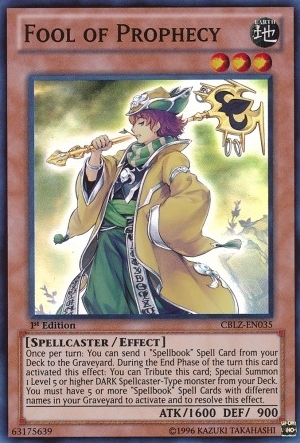 FOOL OF PROPHECY
EARTH
地
1st Edition
CBLZ-EN035
[SPELLCASTER / EFFECT]
Once per turn: You can send 1 "Spellbook" Spell Card from your
Deck to the Graveyard. During the End Phase of the turn this card
activated this effect: You can Tribute this card; Special Summon
1 Level 5 or higher DARK Spellcaster-Type monster from your Deck.
You must have 5 or more "Spellbook" Spell Cards with different
names in your Graveyard to activate and to resolve this effect.
ATK/1600 DEF/ 900
63175639
©1996 KAZUKI TAKAHASHI